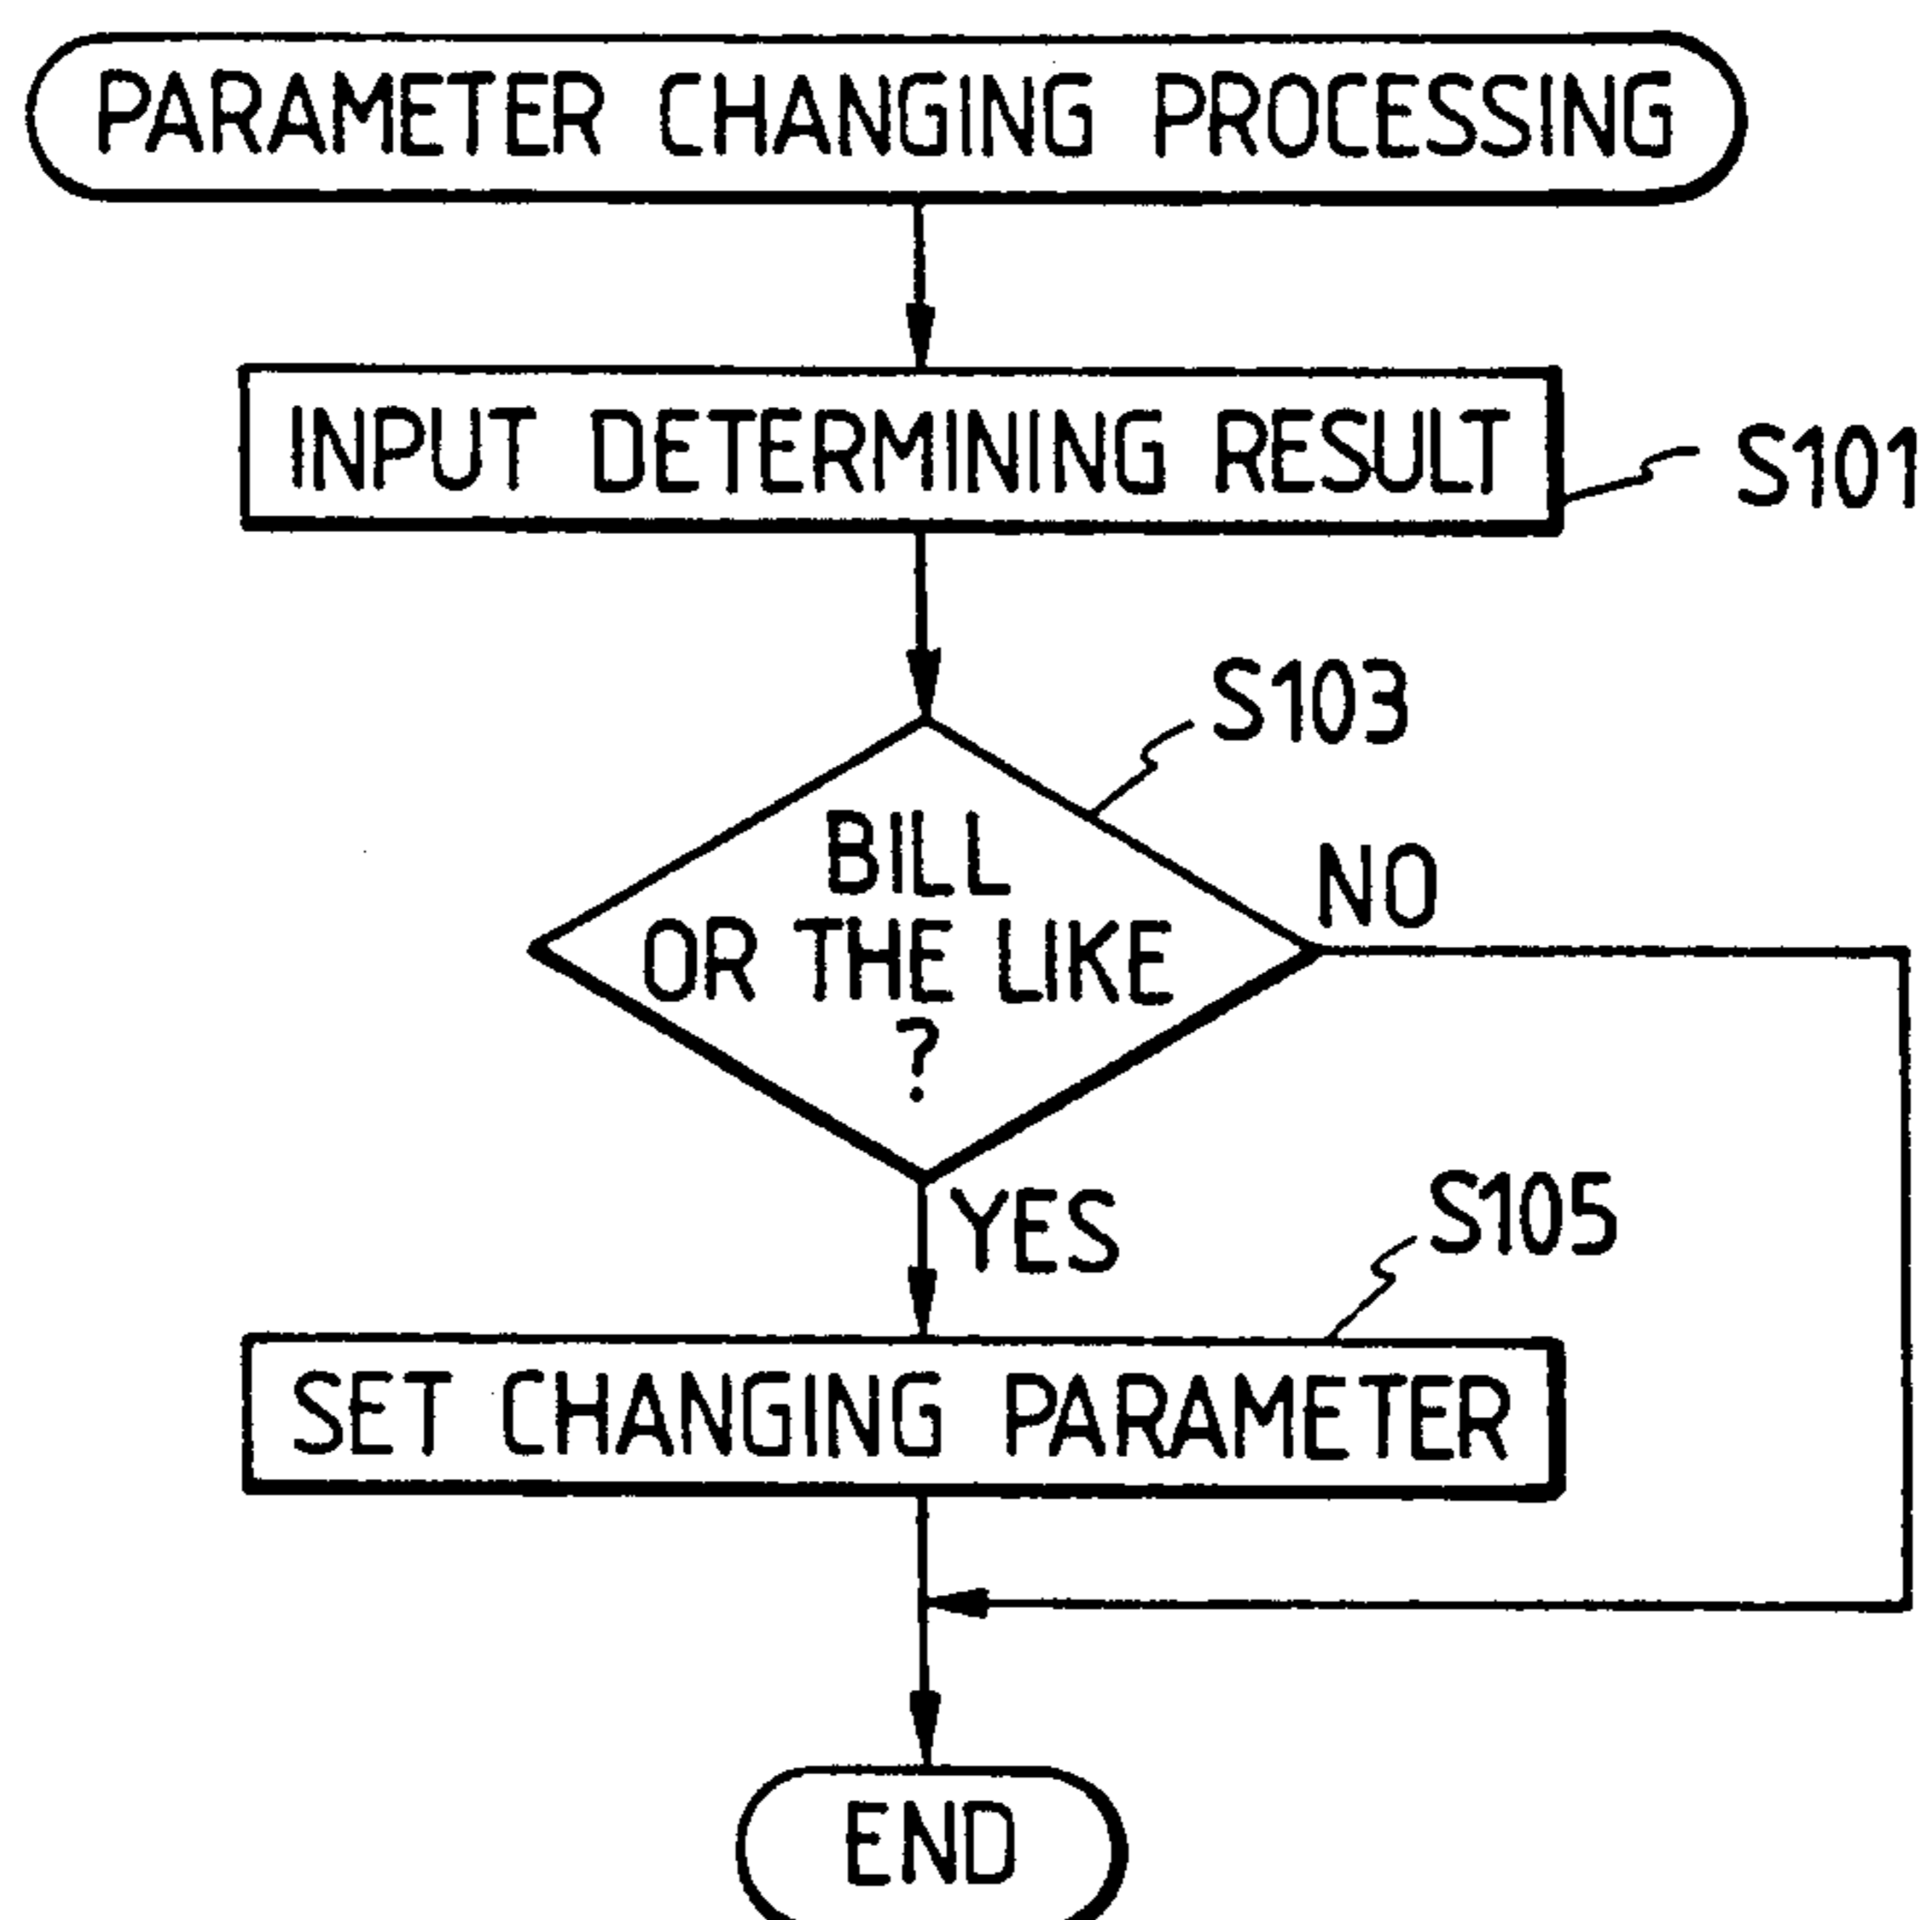 PARAMETER CHANGING PROCESSING
INPUT DETERMINING RESULT
S101
S103
BILL
OR THE LIKE
?
NO
YES
S105
SET CHANGING PARAMETER
END